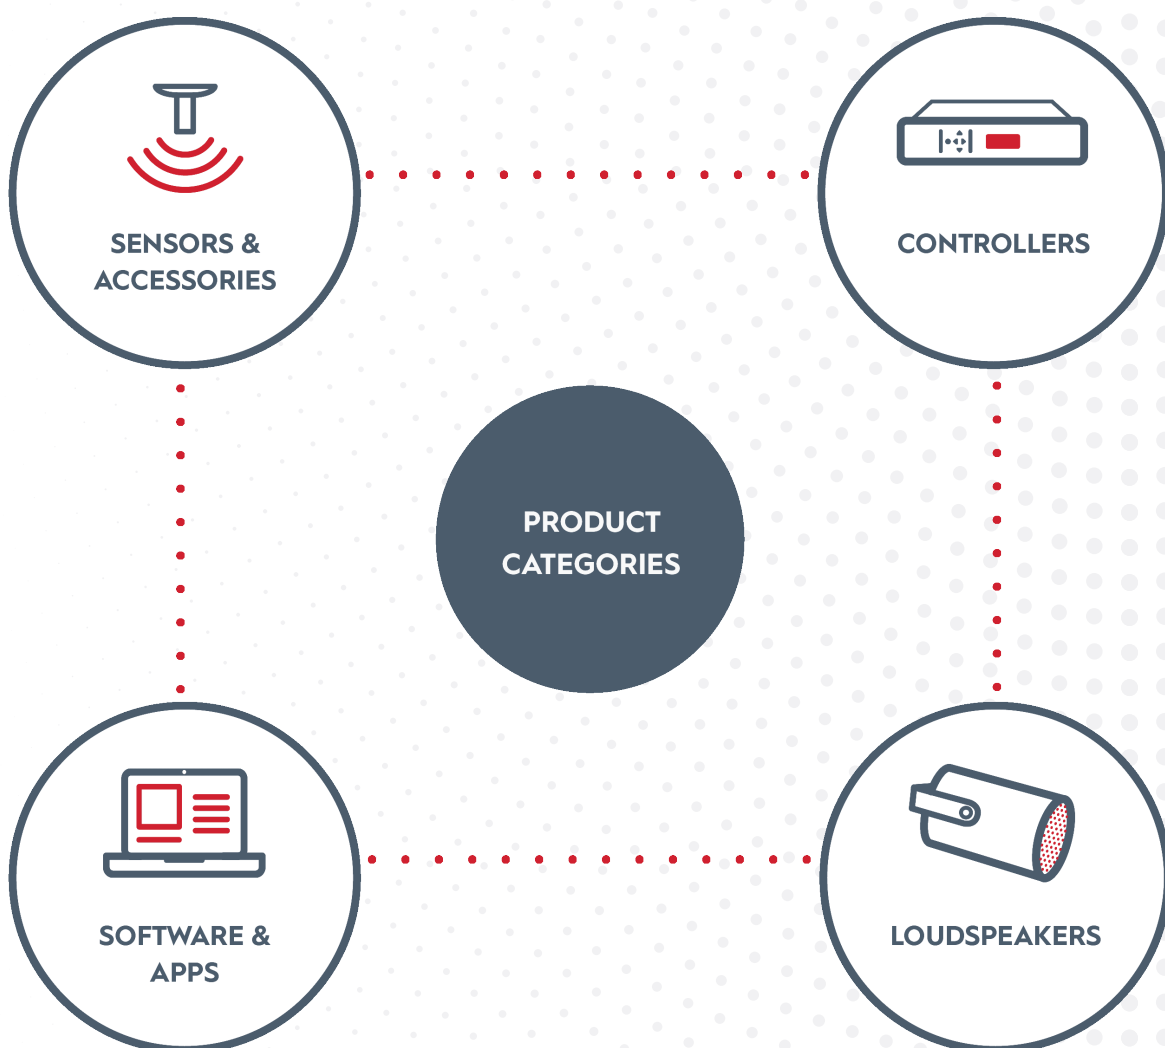 SENSORS &
ACCESSORIES
CONTROLLERS
PRODUCT
CATEGORIES
SOFTWARE &
APPS
LOUDSPEAKERS